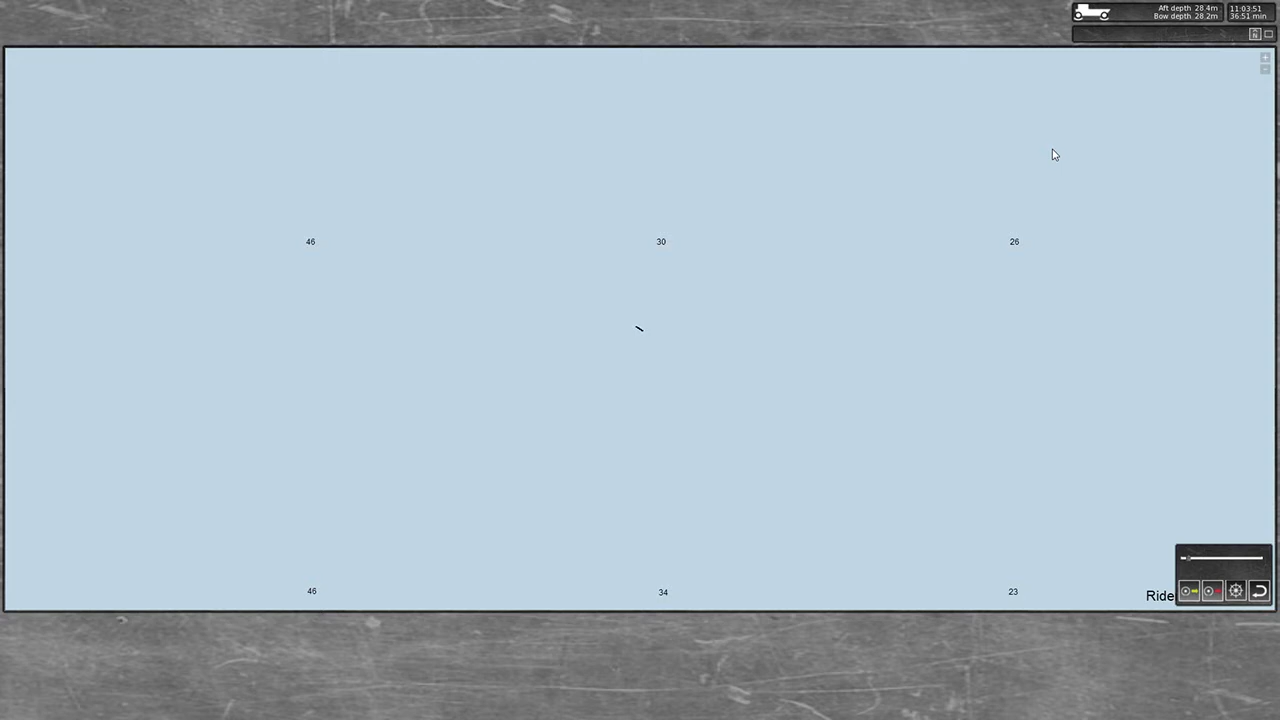 Aft depth 28.4m
Bow depth 28.2m
11:03:51
36.51 min
N
46 30 26
46 34 23
Ride